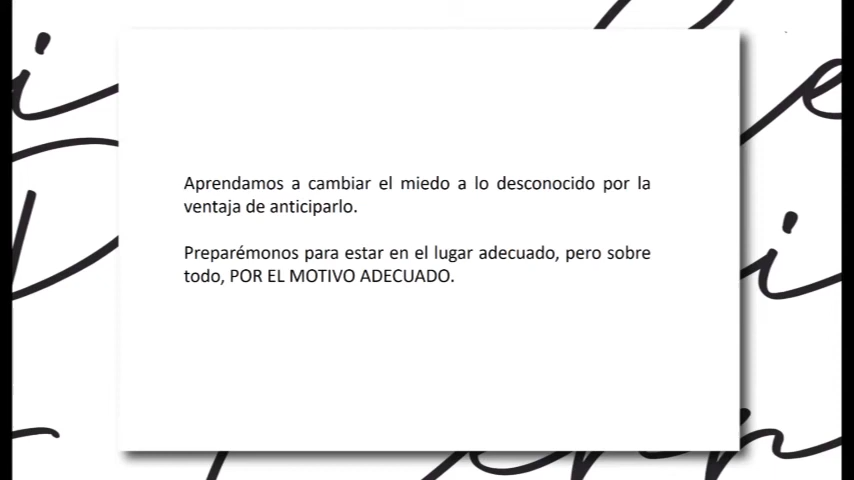 Aprendamos a cambiar el miedo a lo desconocido por la
ventaja de anticiparlo.
Preparémonos para estar en el lugar adecuado, pero sobre
todo, POR EL MOTIVO ADECUADO.